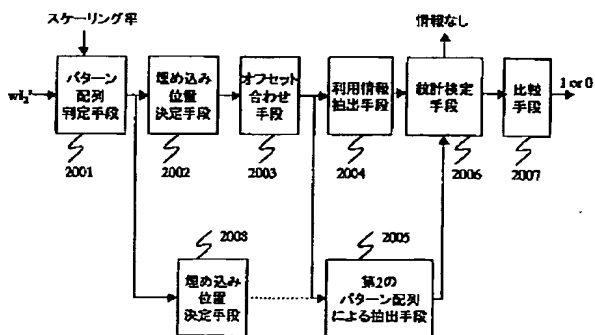 スケーリング率
情報なし
パターン
配列
判定手段
埋め込み
位置
決定手段
オフセット
合わせ
手段
利用情報
抽出手段
統計検定
手段
比較
手段
1 or 0
2001
2002
2003
2004
2006
2007
2008
2005
埋め込み
位置
決定手段
第2の
パターン配列
による抽出手段